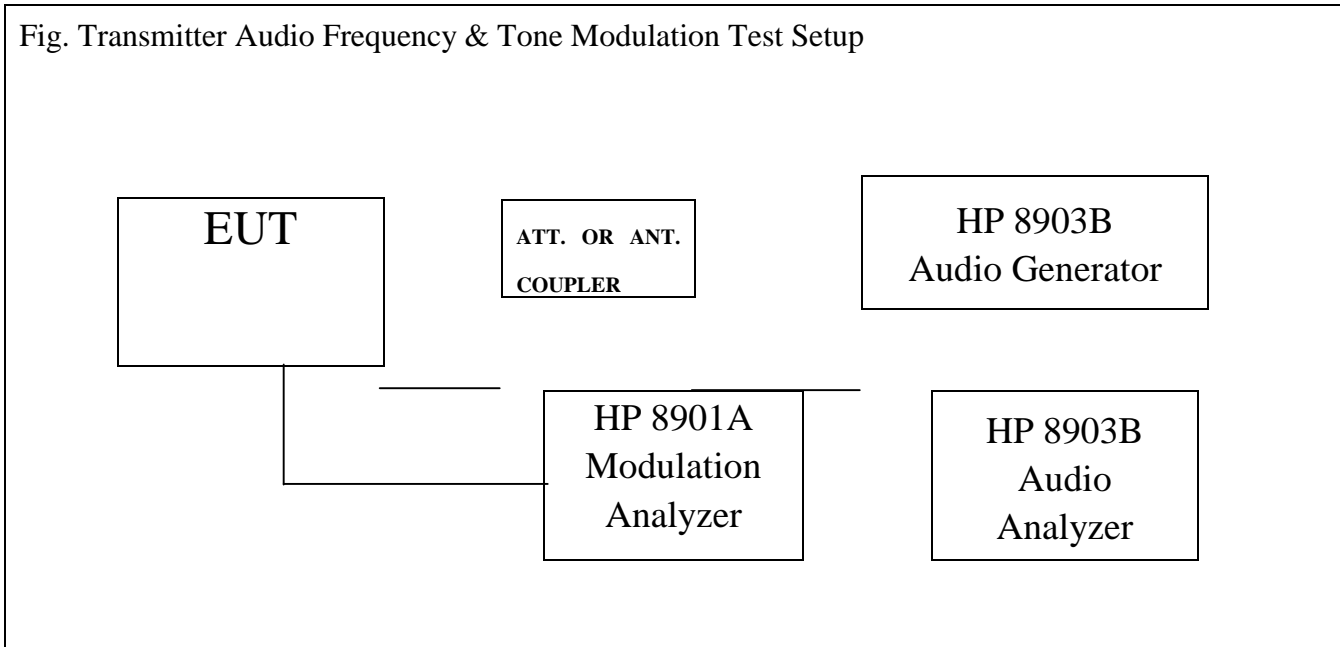 Fig. Transmitter Audio Frequency & Tone Modulation Test Setup
EUT
ATT. OR ANT.
COUPLER
HP 8903B
Audio Generator
HP 8901A
Modulation
Analyzer
HP 8903B
Audio
Analyzer